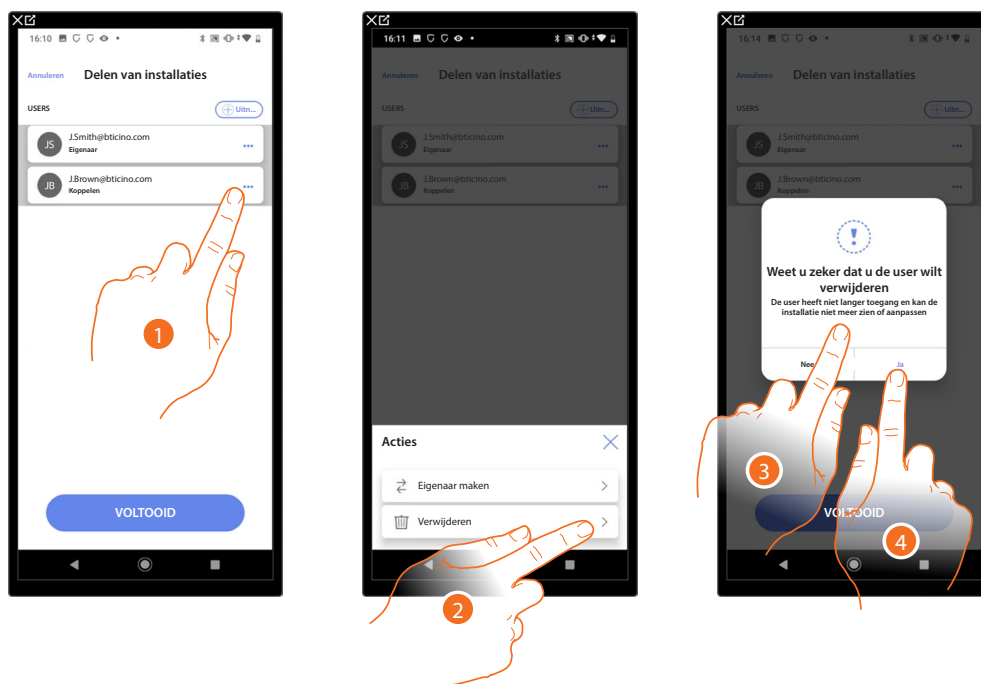 16:10
Annuleren Delen van installaties
USERS
Uitn...
JS
J.Smith@bticino.com
Eigenaar
JB
J.Brown@bticino.com
Koppelen
1
VOLTOOID
16:11
Annuleren Delen van installaties
USERS
Uitn...
JS
J.Smith@bticino.com
Eigenaar
JB
J.Brown@bticino.com
Koppelen
Acties
Eigenaar maken
Verwijderen
2
16:14
Annuleren Delen van installaties
USERS
Uitn...
JS
J.Smith@bticino.com
Eigenaar
JB
J.Brown@bticino.com
Koppelen
Weet u zeker dat u de user wilt
verwijderen
De user heeft niet langer toegang en kan de
installatie niet meer zien of aanpassen
Nee
Ja
3
VOLTOOID
4